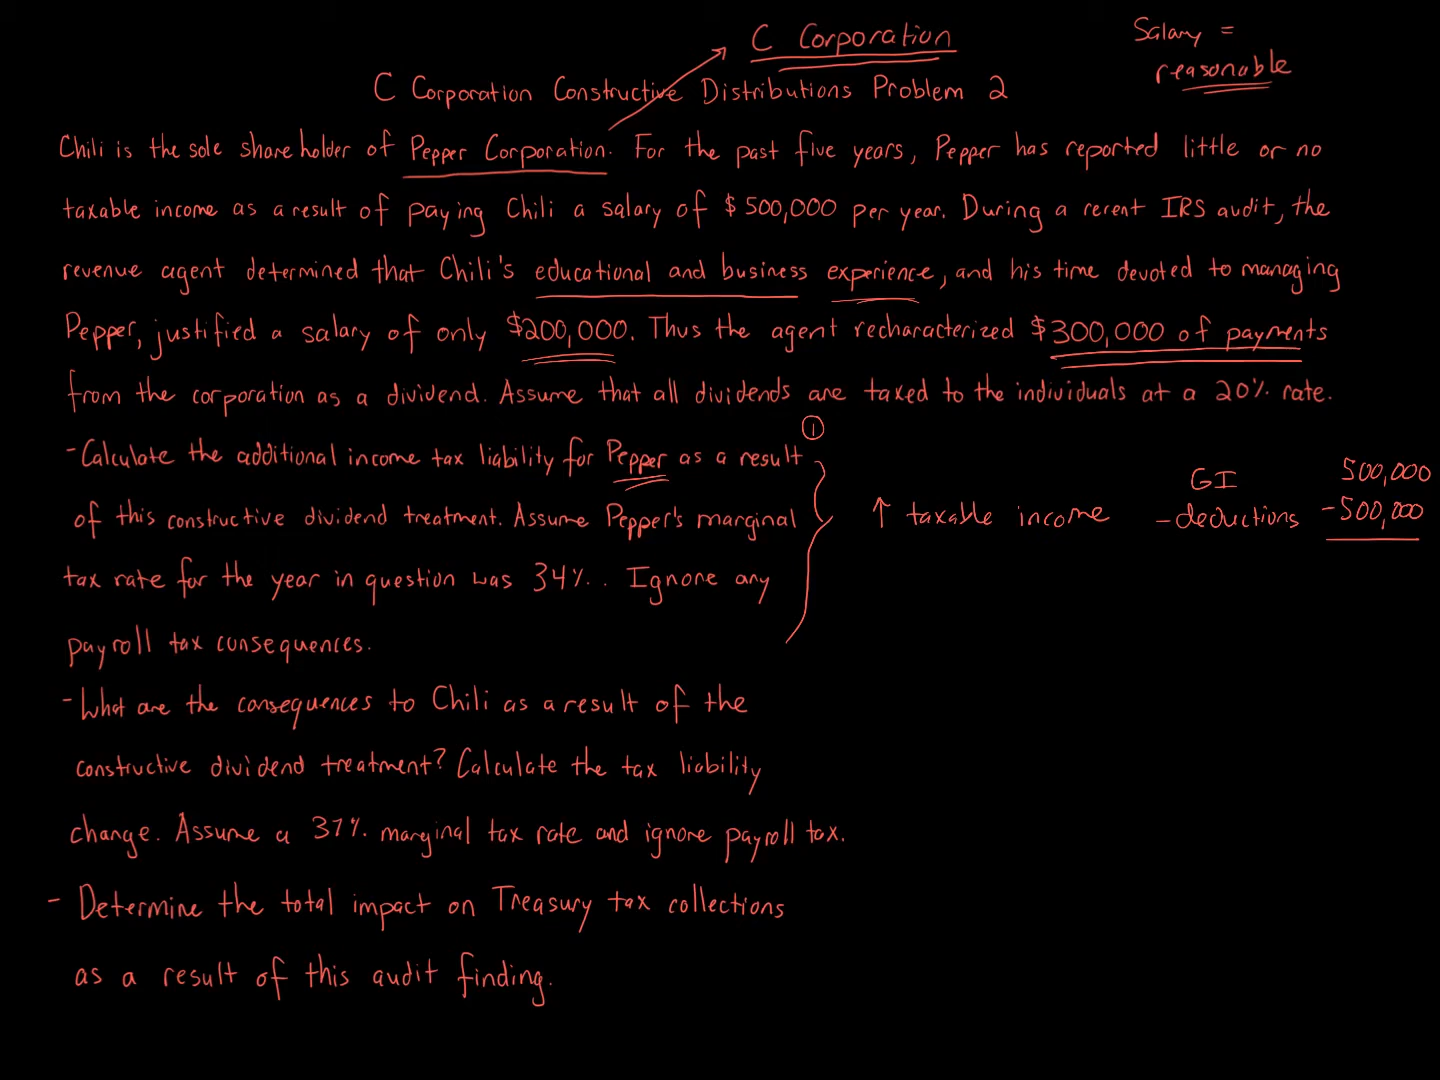 C Corporation
Salary =
reasonable
C Corporation Constructive Distributions Problem 2
Chili is the sole shareholder of Pepper Corporation. For the past five years, Pepper has reported little or no
taxable income as a result of paying Chili a salary of $500,000 per year. During a recent IRS audit, the
revenue agent determined that Chili's educational and business experience, and his time devoted to managing
Pepper, justified a salary of only $200,000. Thus the agent recharacterized $300,000 of payments
from the corporation as a dividend. Assume that all dividends are taxed to the individuals at a 20% rate.
- Calculate the additional income tax liability for Pepper as a result
of this constructive dividend treatment. Assume Pepper's marginal
tax rate for the year in question was 34%. . Ignore any
payroll tax consequences.
①
↑ taxable income
GI
- deductions
500,000
- 500,000
- What are the consequences to Chili as a result of the
constructive dividend treatment? Calculate the tax liability
change. Assume a 37% marginal tax rate and ignore payroll tax.
- Determine the total impact on Treasury tax collections
as a result of this audit finding.